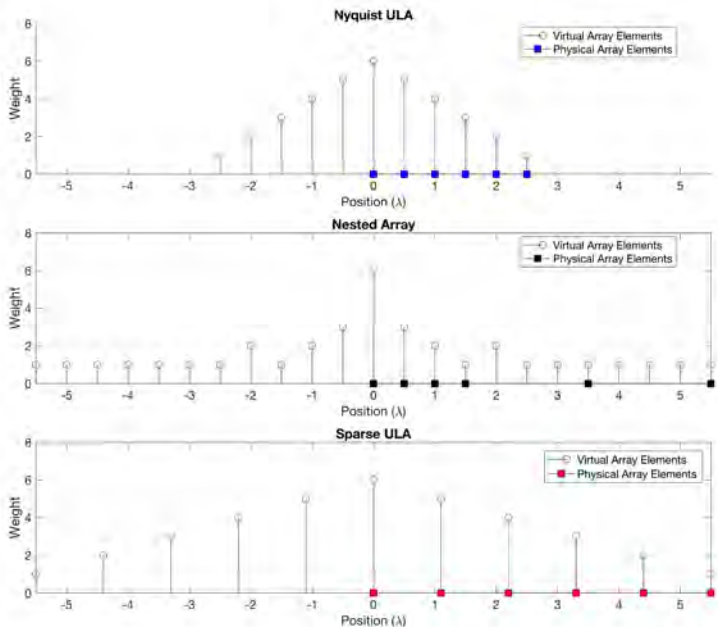 Nyquist ULA
8
6
4
2
0
Weight
Virtual Array Elements
Physical Array Elements
-5 -4 -3 -2 -1 0 1 2 3 4 5
Position (λ)
Nested Array
8
6
4
2
0
Weight
Virtual Array Elements
Physical Array Elements
-5 -4 -3 -2 -1 0 1 2 3 4 5
Position (λ)
Sparse ULA
8
6
4
2
0
Weight
Virtual Array Elements
Physical Array Elements
-5 -4 -3 -2 -1 0 1 2 3 4 5
Position (λ)